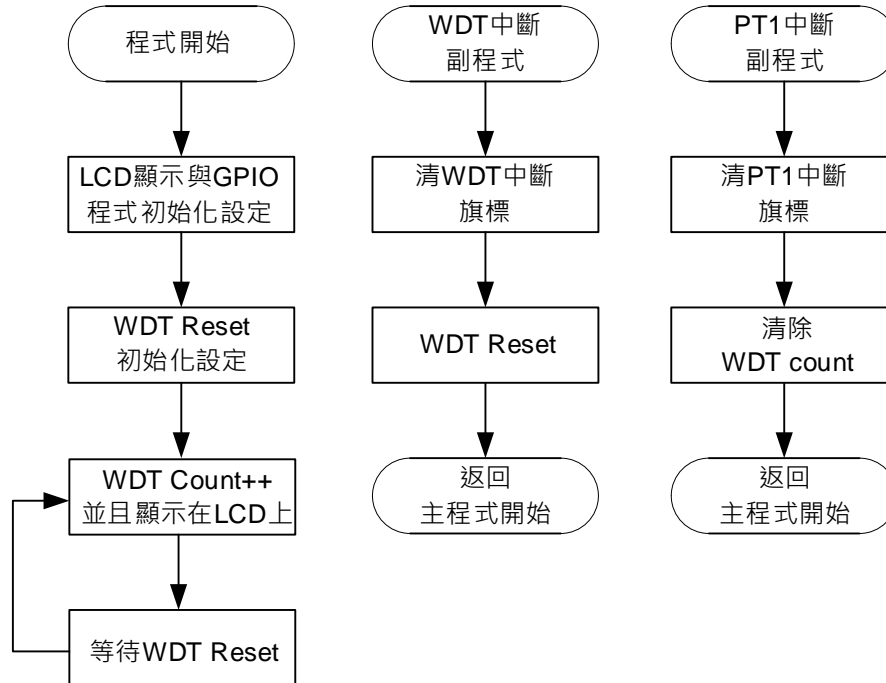 程式開始
LCD顯示與GPIO
程式初始化設定
WDT Reset
初始化設定
WDT Count++
並且顯示在LCD上
等待WDT Reset
WDT中斷
副程式
清WDT中斷
旗標
WDT Reset
返回
主程式開始
PT1中斷
副程式
清PT1中斷
旗標
清除
WDT count
返回
主程式開始